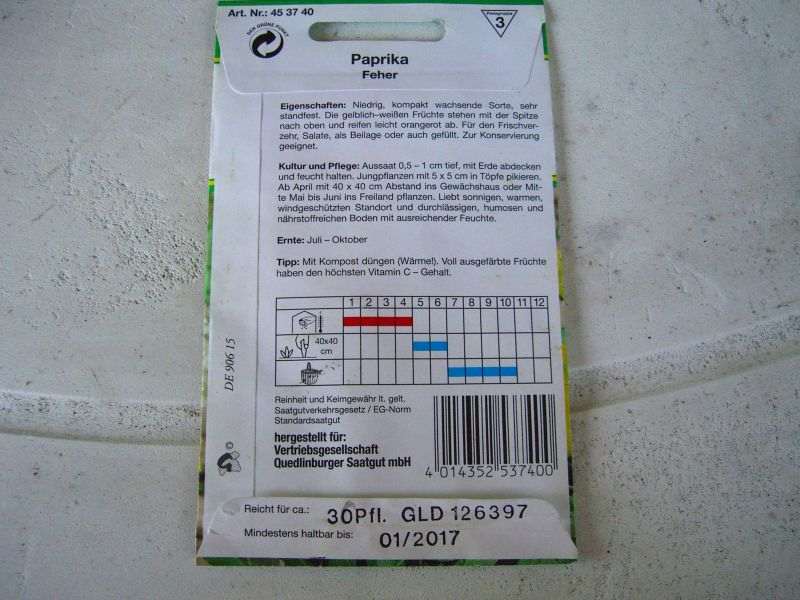 Art. Nr.: 45 37 40
DER GRÜNE PUNKT
3
Paprika
Feher
Eigenschaften: Niedrig, kompakt wachsende Sorte, sehr
standfest. Die gelblich–weißen Früchte stehen mit der Spitze
nach oben und reifen leicht orangerot ab. Für den Frischver-
zehr, Salate, als Beilage oder auch gefüllt. Zur Konservierung
geeignet.
Kultur und Pflege: Aussaat 0,5 – 1 cm tief, mit Erde abdecken
und feucht halten. Jungpflanzen mit 5 x 5 cm in Töpfe pikieren.
Ab April mit 40 x 40 cm Abstand ins Gewächshaus oder Mit-
te Mai bis Juni ins Freiland pflanzen. Liebt sonnigen, warmen,
windgeschützten Standort und durchlässigen, humosen und
nährstoffreichen Boden mit ausreichender Feuchte.
Ernte: Juli – Oktober
Tipp: Mit Kompost düngen (Wärme!). Voll ausgefärbte Früchte
haben den höchsten Vitamin C – Gehalt.
1 2 3 4 5 6 7 8 9 10 11 12
40x40
cm
DE 906 15
Reinheit und Keimgewähr lt. gelt.
Saatgutverkehrsgesetz / EG-Norm
Standardsaatgut
hergestellt für:
Vertriebsgesellschaft
Quedlinburger Saatgut mbH
4 014352 537400
©
Reicht für ca.: 30Pfl. GLD 126397
Mindestens haltbar bis: 01/2017